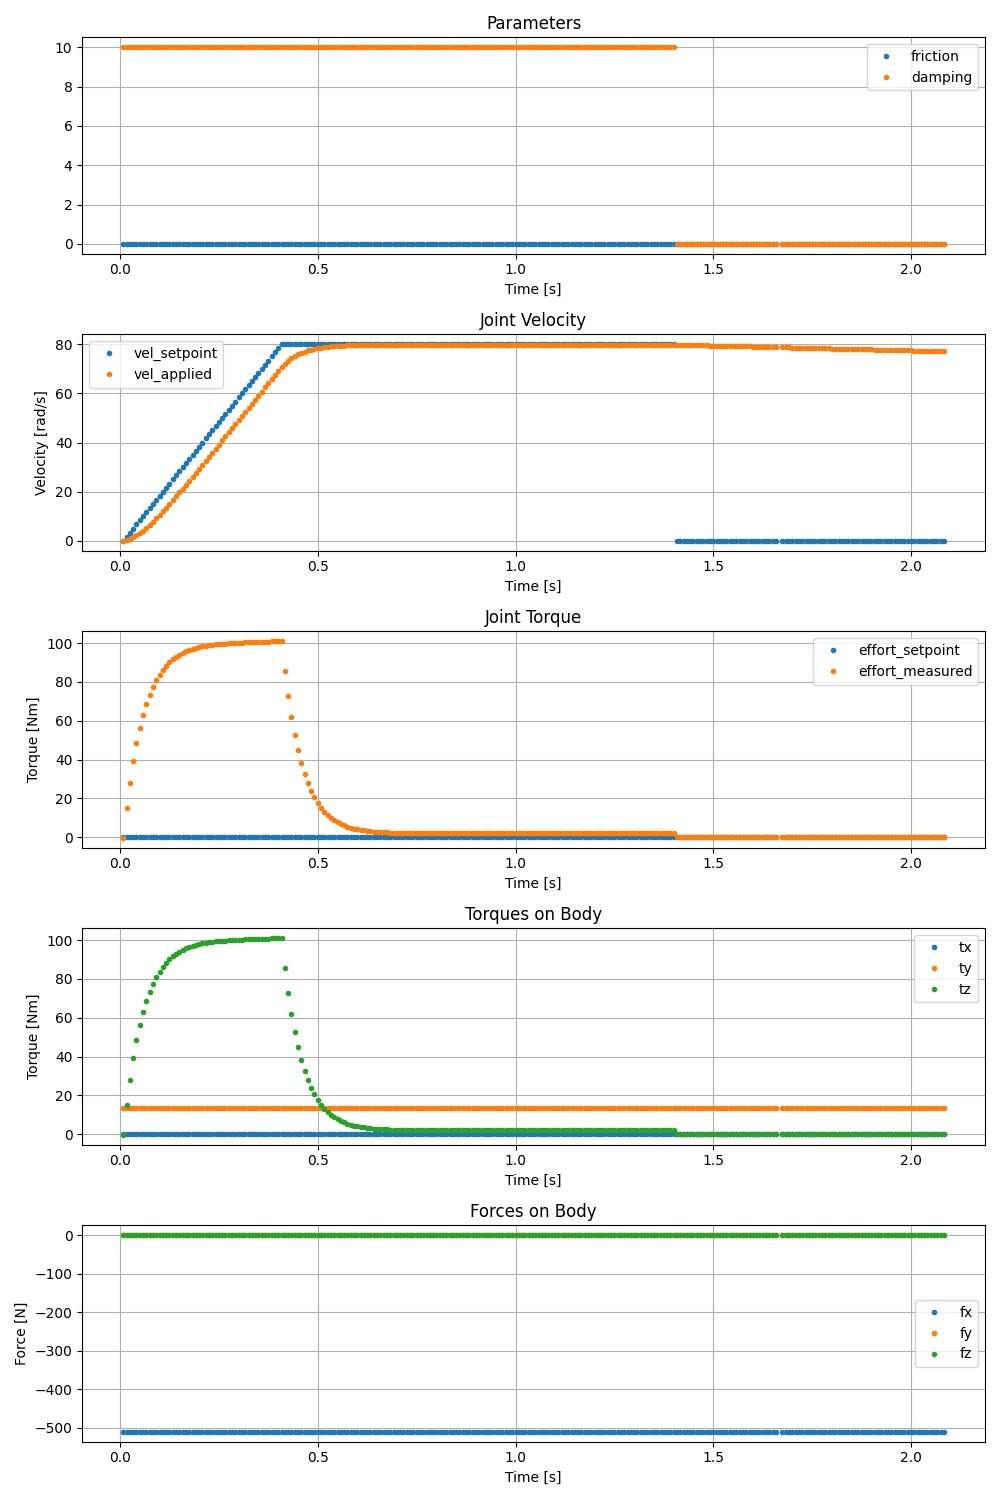 Parameters
10
8
6
4
2
0
friction
damping
0.0 0.5 1.0 1.5 2.0
Time [s]
Joint Velocity
Velocity [rad/s]
80
60
40
20
0
vel_setpoint
vel_applied
0.0 0.5 1.0 1.5 2.0
Time [s]
Joint Torque
Torque [Nm]
100
80
60
40
20
0
effort_setpoint
effort_measured
0.0 0.5 1.0 1.5 2.0
Time [s]
Torques on Body
Torque [Nm]
100
80
60
40
20
0
tx
ty
tz
0.0 0.5 1.0 1.5 2.0
Time [s]
Forces on Body
Force [N]
0
−100
−200
−300
−400
−500
fx
fy
fz
0.0 0.5 1.0 1.5 2.0
Time [s]